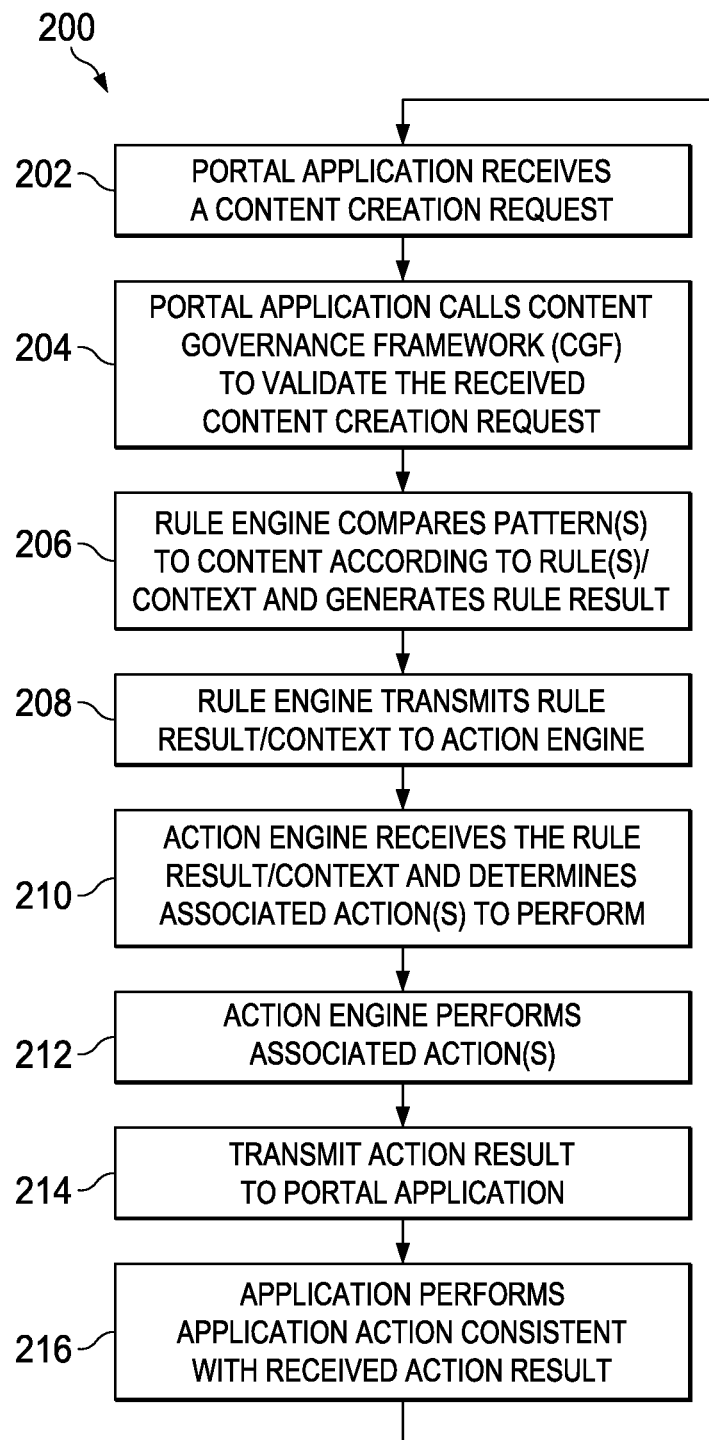 200
202
PORTAL APPLICATION RECEIVES
A CONTENT CREATION REQUEST
204
PORTAL APPLICATION CALLS CONTENT
GOVERNANCE FRAMEWORK (CGF)
TO VALIDATE THE RECEIVED
CONTENT CREATION REQUEST
206
RULE ENGINE COMPARES PATTERN(S)
TO CONTENT ACCORDING TO RULE(S)/
CONTEXT AND GENERATES RULE RESULT
208
RULE ENGINE TRANSMITS RULE
RESULT/CONTEXT TO ACTION ENGINE
210
ACTION ENGINE RECEIVES THE RULE
RESULT/CONTEXT AND DETERMINES
ASSOCIATED ACTION(S) TO PERFORM
212
ACTION ENGINE PERFORMS
ASSOCIATED ACTION(S)
214
TRANSMIT ACTION RESULT
TO PORTAL APPLICATION
216
APPLICATION PERFORMS
APPLICATION ACTION CONSISTENT
WITH RECEIVED ACTION RESULT